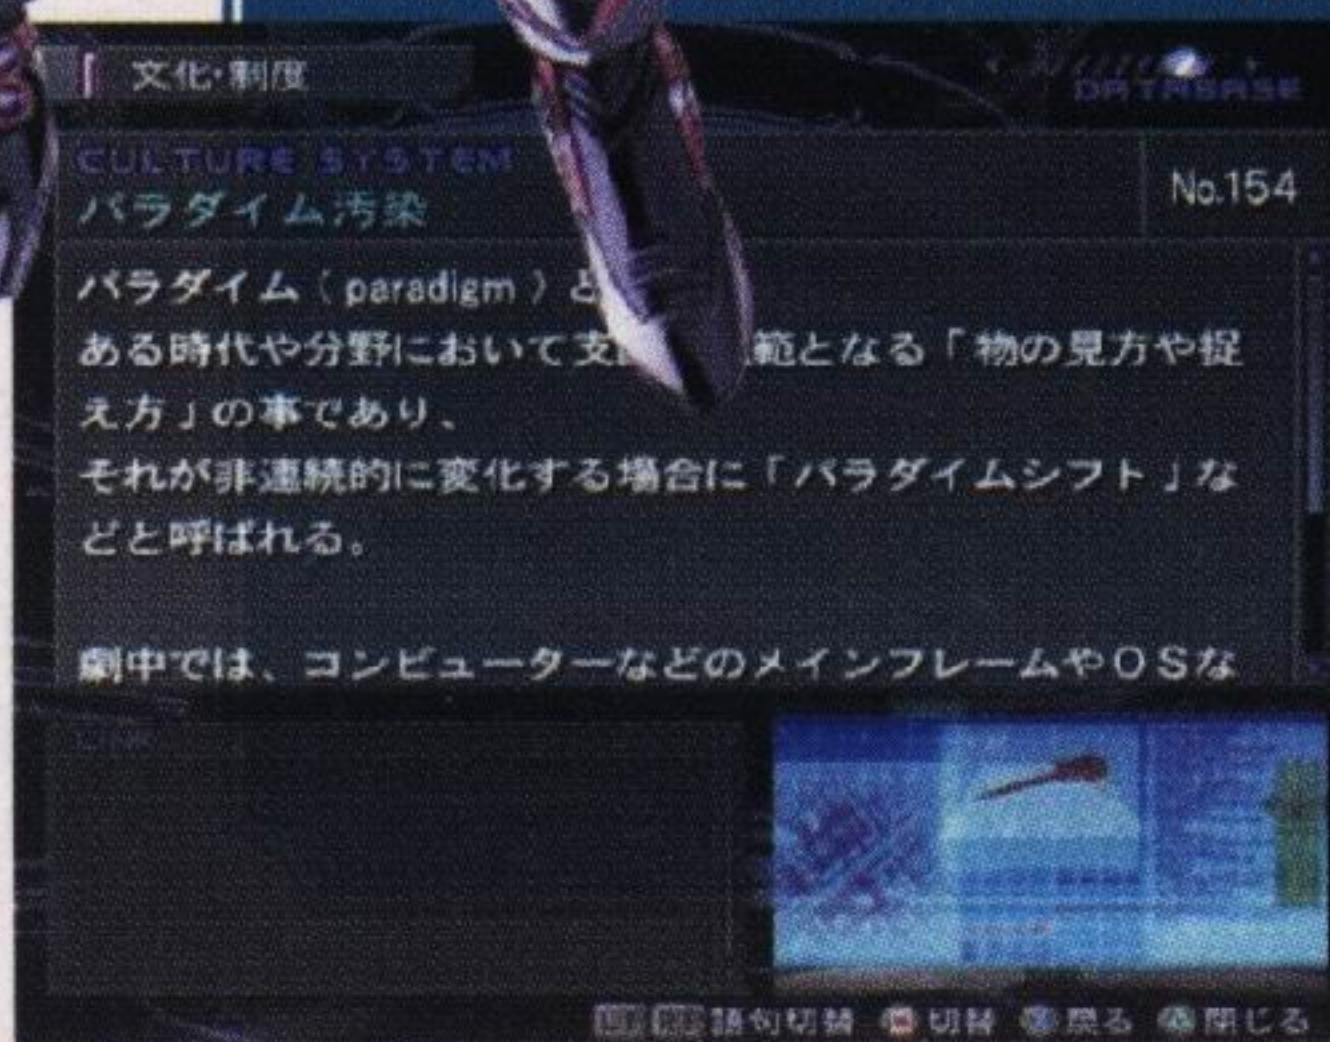 文化・制度
DATABASE
CULTURE SYSTEM
パラダイム汚染
No.154
パラダイム（paradigm）と
ある時代や分野において支 範となる「物の見方や捉
え方」の事であり、
それが非連続的に変化する場合に「パラダイムシフト」な
どと呼ばれる。
劇中では、コンピューターなどのメインフレームやＯＳな
語句切替 切替 戻る 閉じる